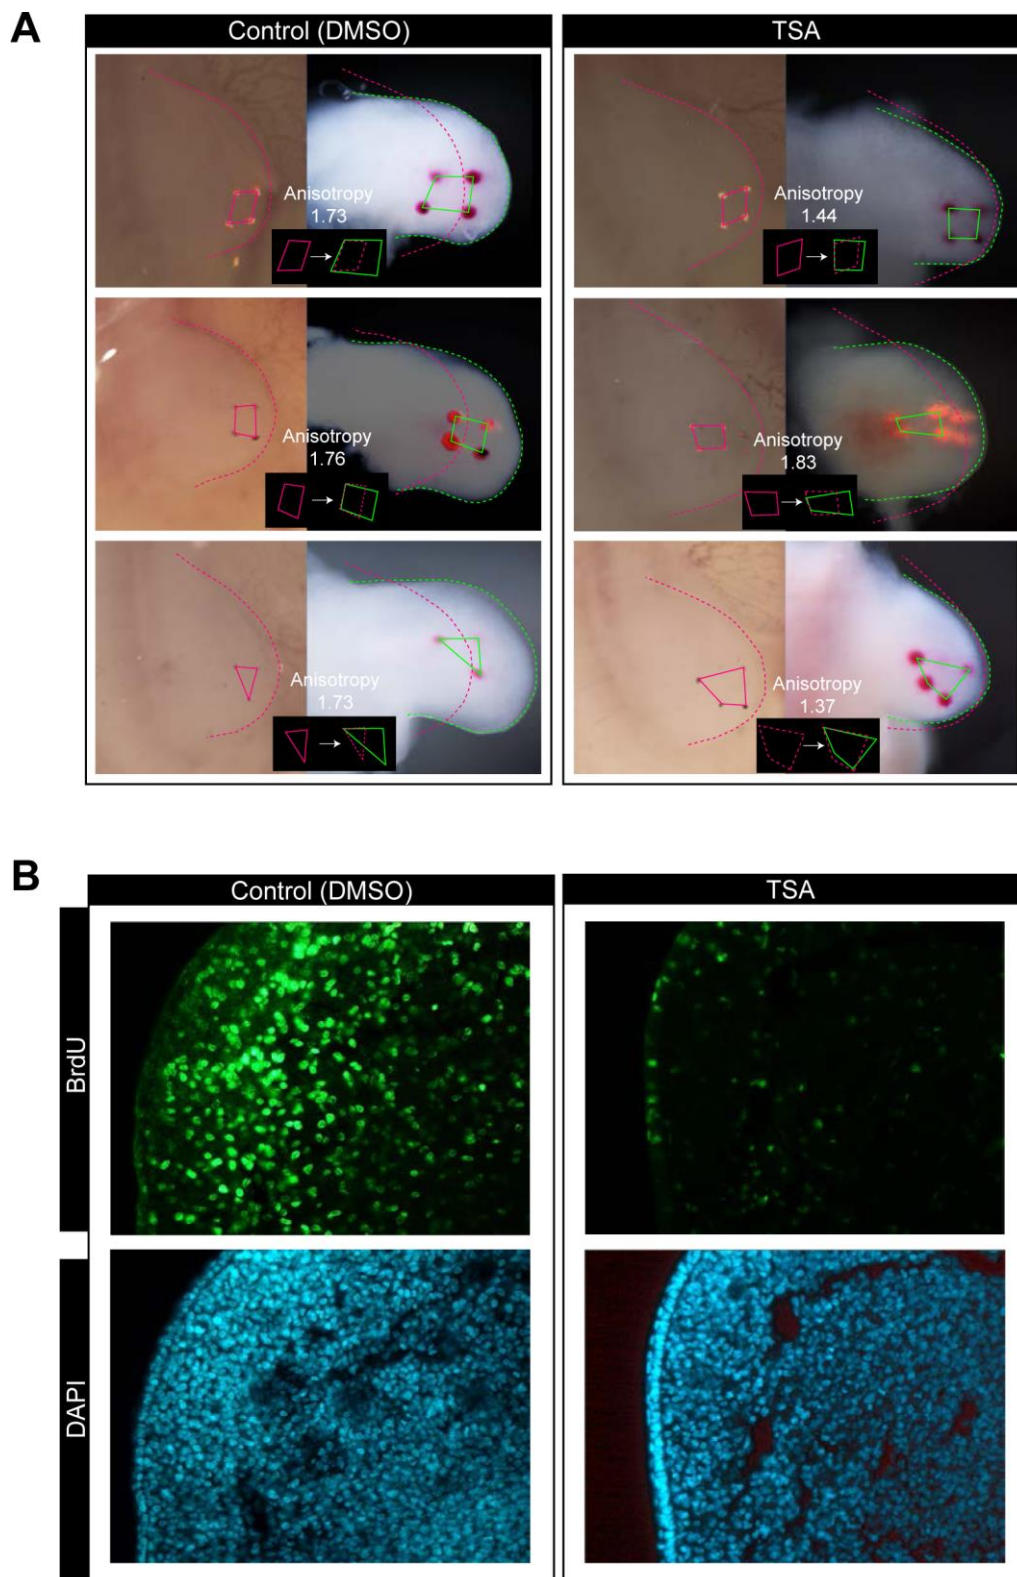 A
Control (DMSO)
TSA
Anisotropy
1.73
Anisotropy
1.44
Anisotropy
1.76
Anisotropy
1.83
Anisotropy
1.73
Anisotropy
1.37
B
Control (DMSO)
TSA
BrdU
DAPI